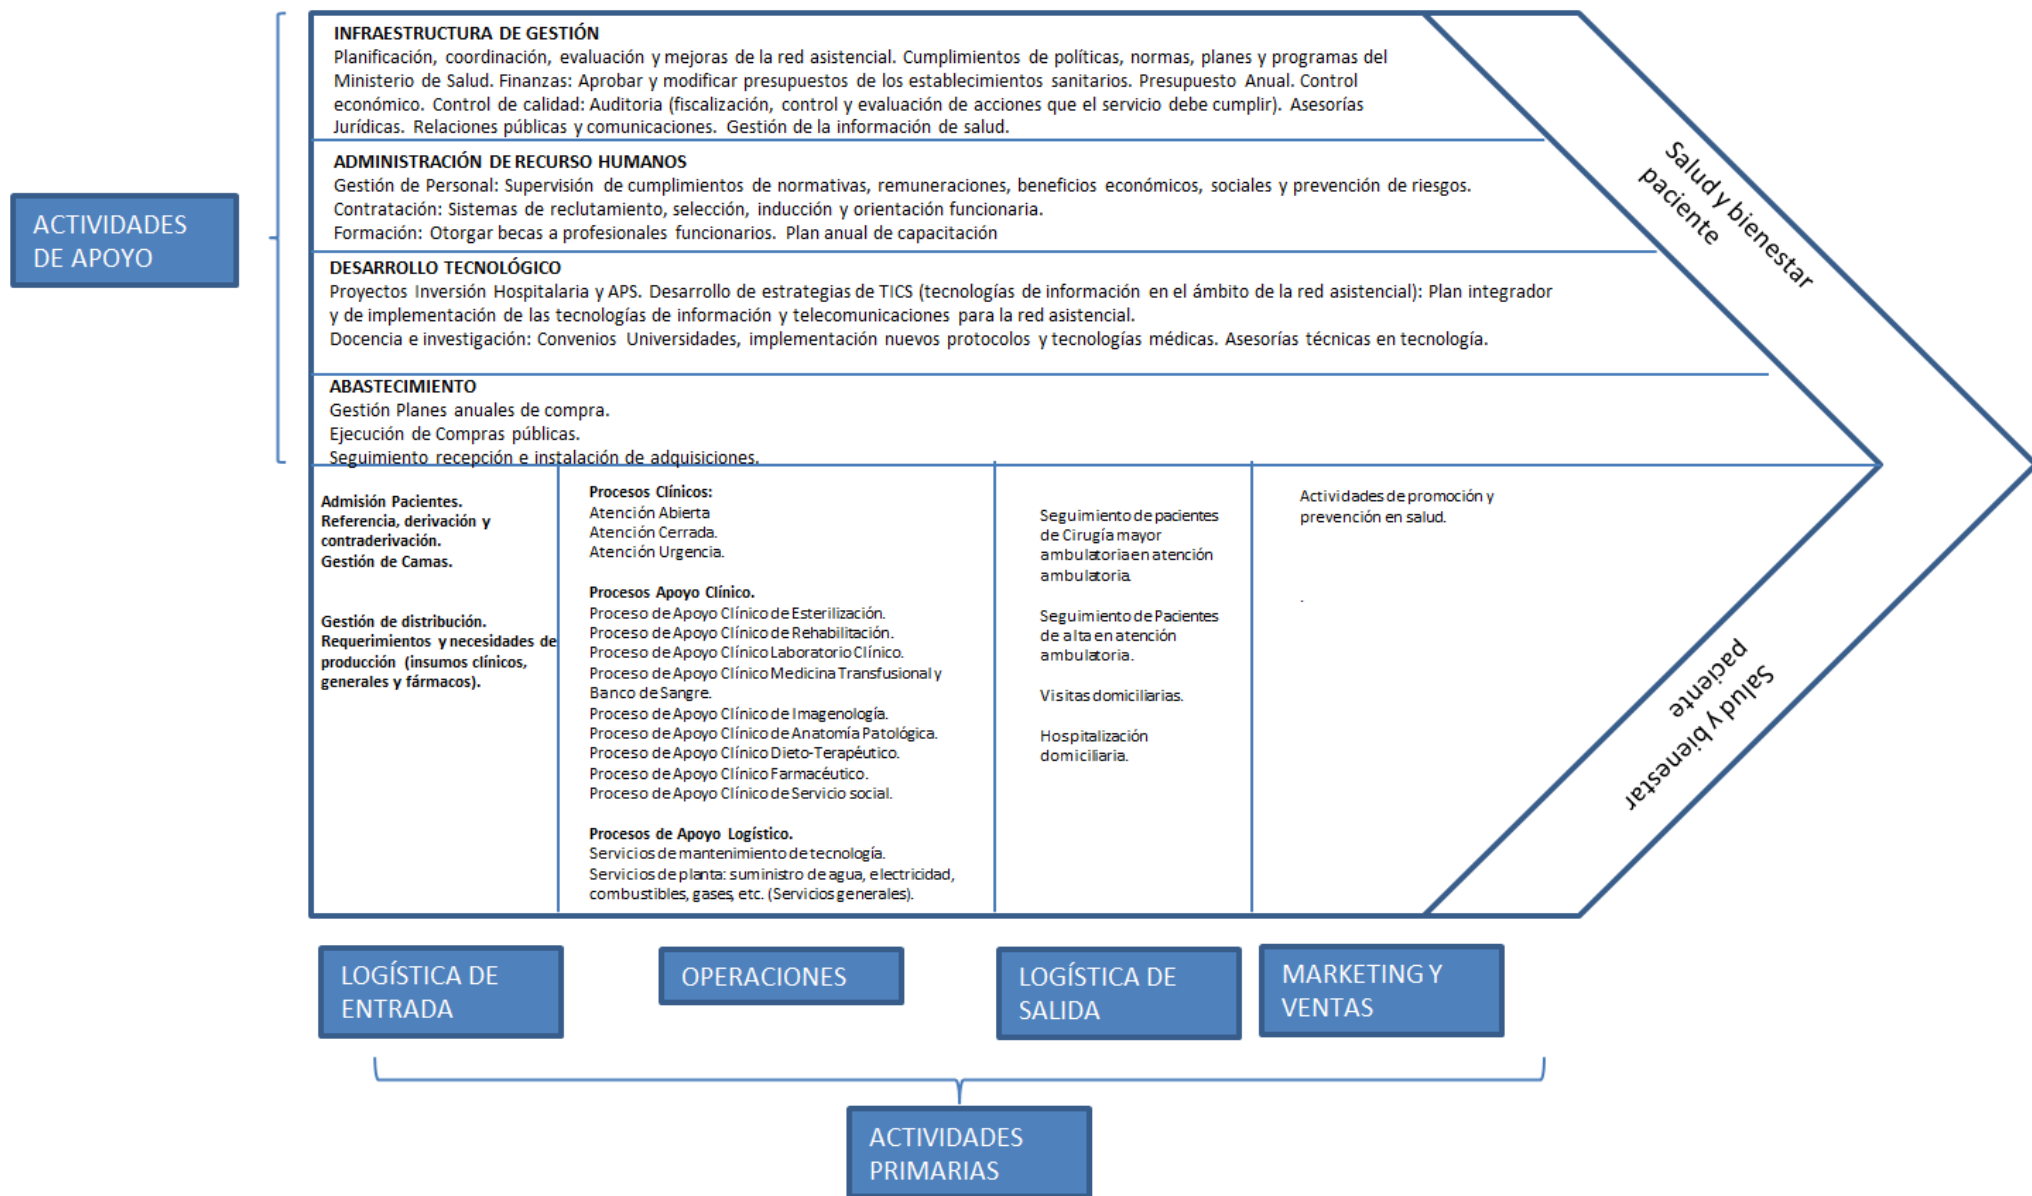 INFRAESTRUCTURA DE GESTIÓN
Planificación, coordinación, evaluación y mejoras de la red asistencial. Cumplimientos de políticas, normas, planes y programas del
Ministerio de Salud. Finanzas: Aprobar y modificar presupuestos de los establecimientos sanitarios. Presupuesto Anual. Control
económico. Control de calidad: Auditoria (fiscalización, control y evaluación de acciones que el servicio debe cumplir). Asesorías
Jurídicas. Relaciones públicas y comunicaciones. Gestión de la información de salud.
ADMINISTRACIÓN DE RECURSO HUMANOS
Gestión de Personal: Supervisión de cumplimientos de normativas, remuneraciones, beneficios económicos, sociales y prevención de riesgos.
Contratación: Sistemas de reclutamiento, selección, inducción y orientación funcionaria.
Formación: Otorgar becas a profesionales funcionarios. Plan anual de capacitación
ACTIVIDADES
DE APOYO
DESARROLLO TECNOLÓGICO
Proyectos Inversión Hospitalaria y APS. Desarrollo de estrategias de TICS (tecnologías de información en el ámbito de la red asistencial): Plan integrador
y de implementación de las tecnologías de información y telecomunicaciones para la red asistencial.
Docencia e investigación: Convenios Universidades, implementación nuevos protocolos y tecnologías médicas. Asesorías técnicas en tecnología.
ABASTECIMIENTO
Gestión Planes anuales de compra.
Ejecución de Compras públicas.
Seguimiento recepción e instalación de adquisiciones.
Salud y bienestar
paciente
Admisión Pacientes.
Referencia, derivación y
contraderivación.
Gestión de Camas.
Gestión de distribución.
Requerimientos y necesidades de
producción (insumos clínicos,
generales y fármacos).
Procesos Clínicos:
Atención Abierta
Atención Cerrada.
Atención Urgencia.
Procesos Apoyo Clínico.
Proceso de Apoyo Clínico de Esterilización.
Proceso de Apoyo Clínico de Rehabilitación.
Proceso de Apoyo Clínico Laboratorio Clínico.
Proceso de Apoyo Clínico Medicina Transfusional y
Banco de Sangre.
Proceso de Apoyo Clínico de Imagenología.
Proceso de Apoyo Clínico de Anatomía Patológica.
Proceso de Apoyo Clínico Dieto-Terapéutico.
Proceso de Apoyo Clínico Farmacéutico.
Proceso de Apoyo Clínico de Servicio social.
Procesos de Apoyo Logístico.
Servicios de mantenimiento de tecnología.
Servicios de planta: suministro de agua, electricidad,
combustibles, gases, etc. (Servicios generales).
Seguimiento de pacientes
de Cirugía mayor
ambulatoria en atención
ambulatoria.
Seguimiento de Pacientes
de alta en atención
ambulatoria.
Visitas domiciliarias.
Hospitalización
domiciliaria.
Actividades de promoción y
prevención en salud.
.
Salud y bienestar
paciente
LOGÍSTICA DE
ENTRADA
OPERACIONES
LOGÍSTICA DE
SALIDA
MARKETING Y
VENTAS
ACTIVIDADES
PRIMARIAS